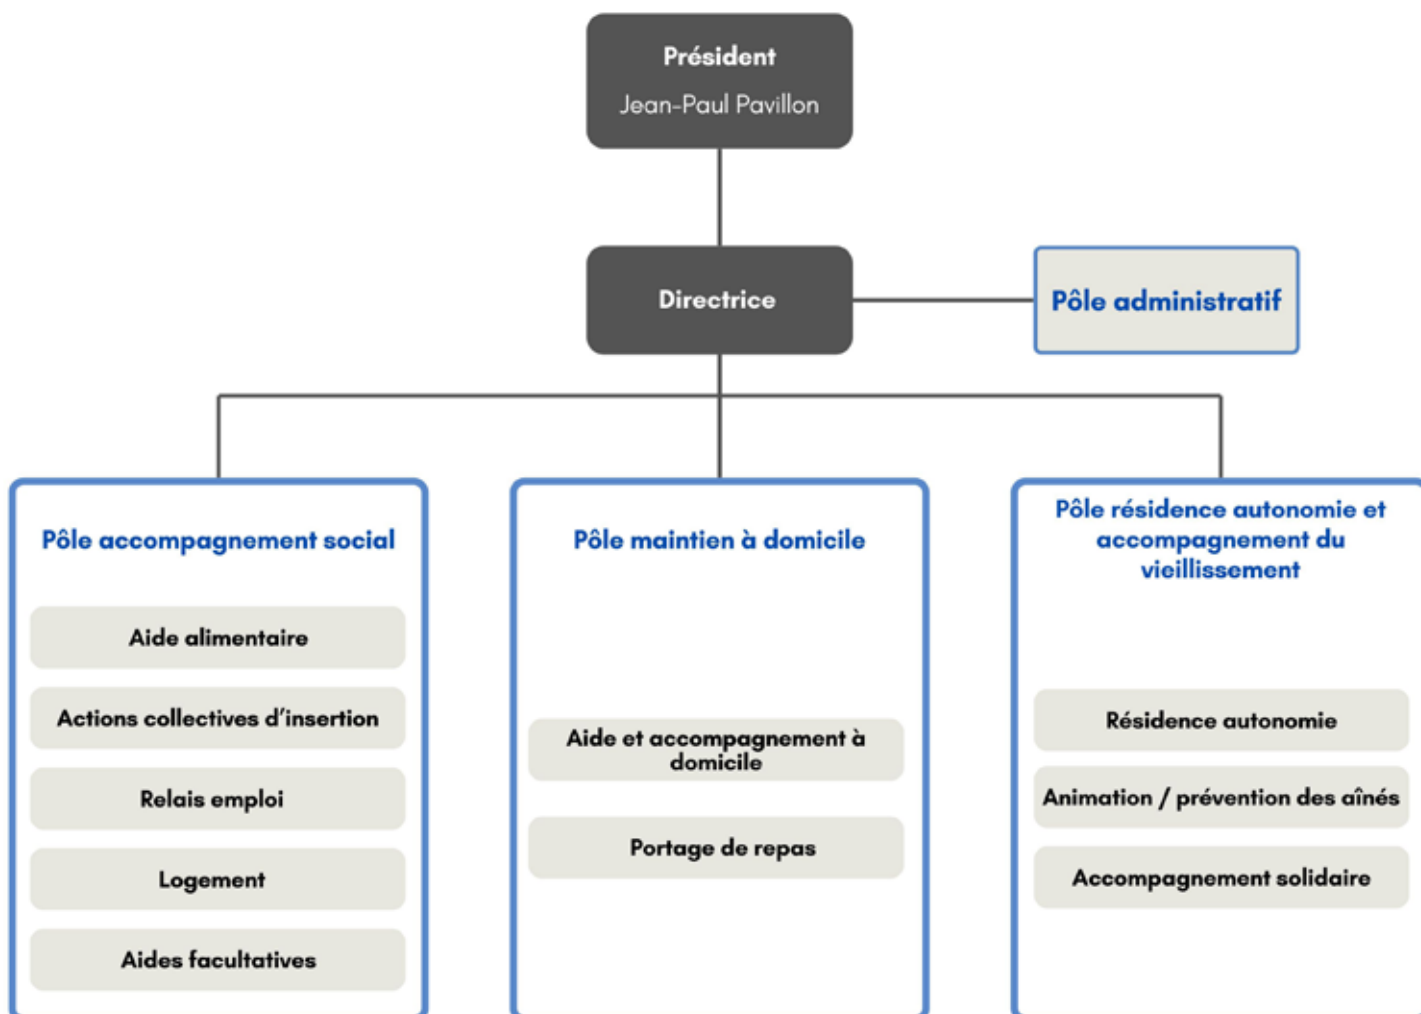 Président
Jean-Paul Pavillon
Directrice
Pôle administratif
Pôle accompagnement social
Aide alimentaire
Actions collectives d'insertion
Relais emploi
Logement
Aides facultatives
Pôle maintien à domicile
Aide et accompagnement à
domicile
Portage de repas
Pôle résidence autonomie et
accompagnement du
vieillissement
Résidence autonomie
Animation / prévention des aînés
Accompagnement solidaire